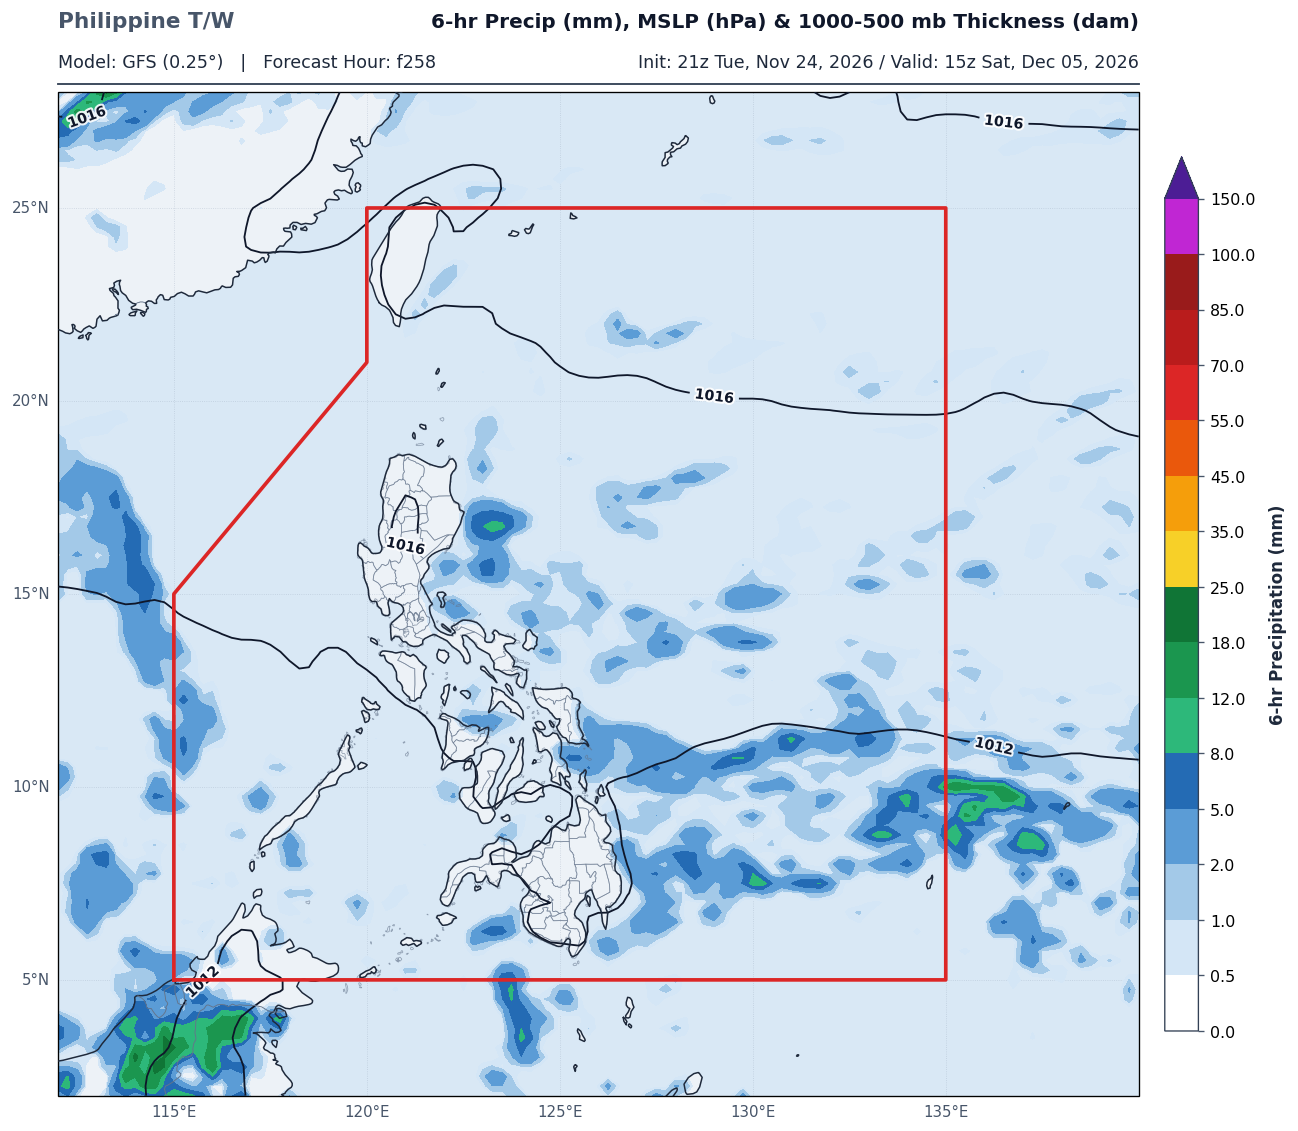 Philippine T/W
6-hr Precip (mm), MSLP (hPa) & 1000-500 mb Thickness (dam)
Model: GFS (0.25°) | Forecast Hour: f258
Init: 21z Tue, Nov 24, 2026 / Valid: 15z Sat, Dec 05, 2026
1016
1016
25°N
1016
20°N
1016
15°N
1012
10°N
5°N
1012
115°E
120°E
125°E
130°E
135°E
150.0
100.0
85.0
70.0
55.0
45.0
35.0
25.0
18.0
12.0
8.0
5.0
2.0
1.0
0.5
0.0
6-hr Precipitation (mm)